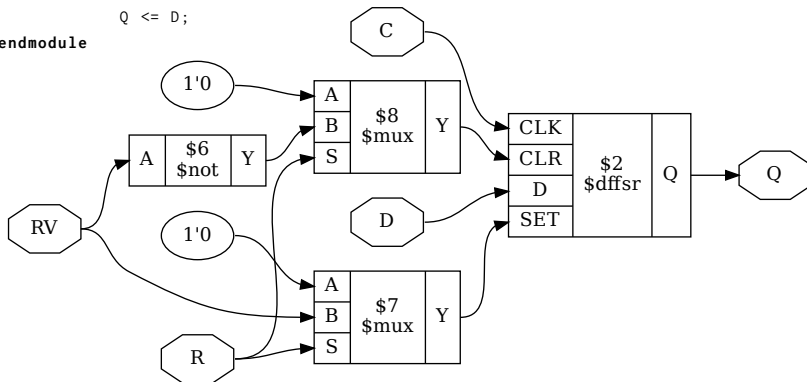 Q <= D;
endmodule
C
1'0
A
B
S
$8
$mux
Y
CLK
CLR
D
SET
$2
$dffsr
Q
Q
A
$6
$not
Y
RV
D
1'0
A
B
S
$7
$mux
Y
R